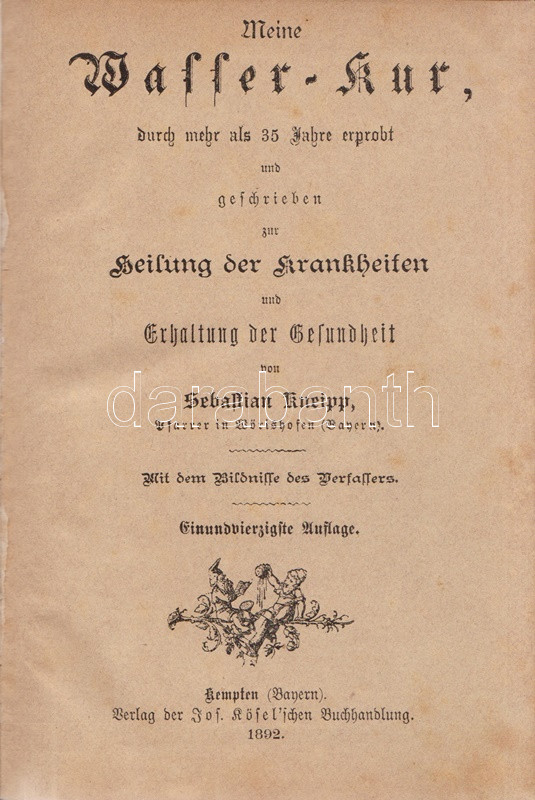 Meine
Wasser-Kur,
durch mehr als 35 Jahre erprobt
und
geschrieben
zur
Heilung der Krankheiten
und
Erhaltung der Gesundheit
von
darabanth
Sebastian Kneipp,
Pfarrer in Wörishofen (Bayern).
Mit dem Bildnisse des Verfassers.
Einundvierzigste Auflage.
Kempten (Bayern).
Verlag der Jos. Kösel'schen Buchhandlung.
1892.